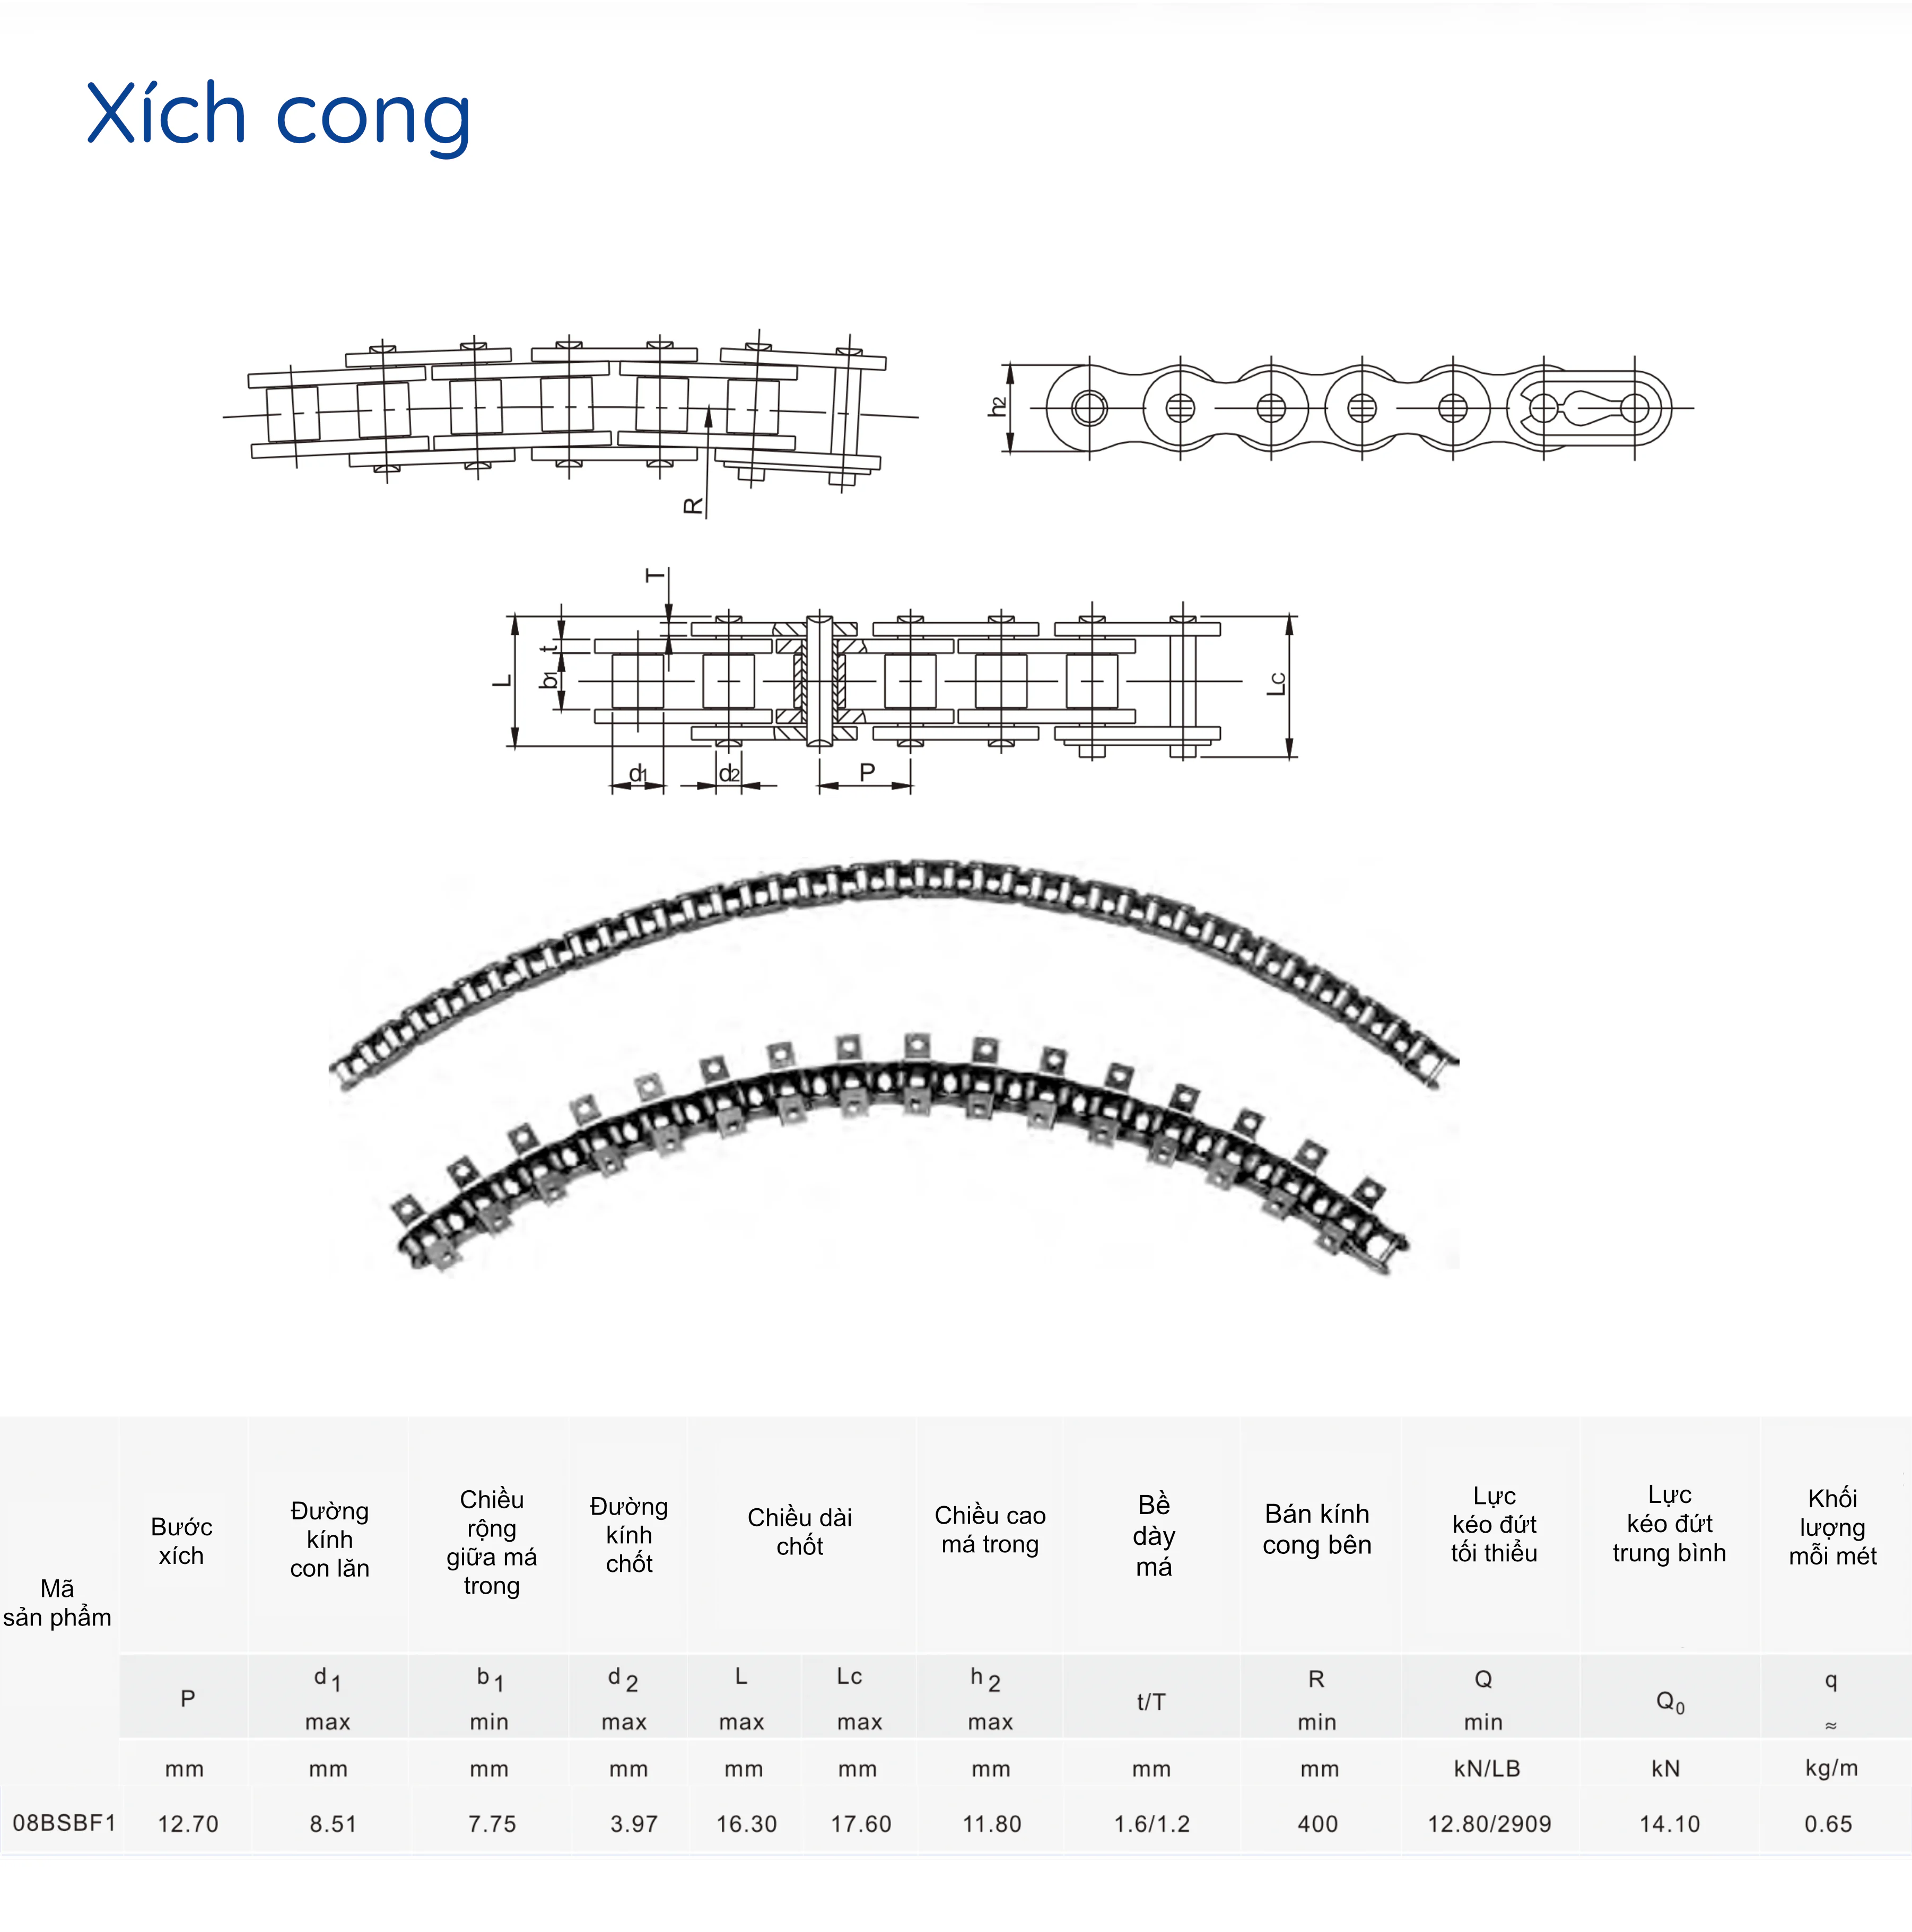 Xích cong
h2
R
T
L
t
b1
Lc
d1
d2
P
Mã
sản phẩm
Bước
xích
Đường
kính
con lăn
Chiều
rộng
giữa má
trong
Đường
kính
chốt
Chiều dài
chốt
Chiều cao
má trong
Bề
dày
má
Bán kính
cong bên
Lực
kéo đứt
tối thiểu
Lực
kéo đứt
trung bình
Khối
lượng
mỗi mét
P
d1
max
b1
min
d2
max
L
max
Lc
max
h2
max
t/T
R
min
Q
min
Q0
q
≈
mm mm mm mm mm mm mm mm mm kN/LB kN kg/m
08BSBF1 12.70 8.51 7.75 3.97 16.30 17.60 11.80 1.6/1.2 400 12.80/2909 14.10 0.65